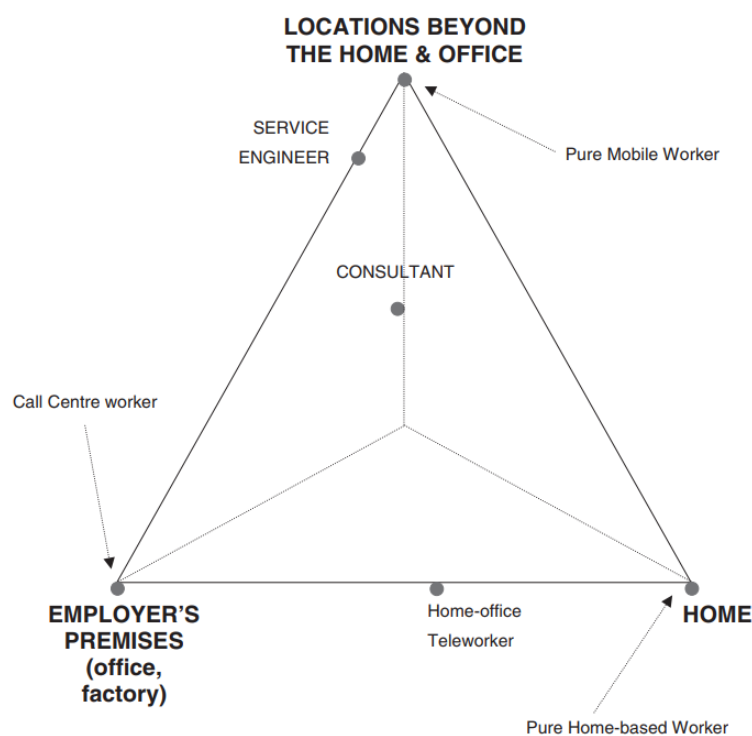 LOCATIONS BEYOND
THE HOME & OFFICE
SERVICE
ENGINEER
Pure Mobile Worker
CONSULTANT
Call Centre worker
EMPLOYER'S
PREMISES
(office,
factory)
Home-office
Teleworker
HOME
Pure Home-based Worker